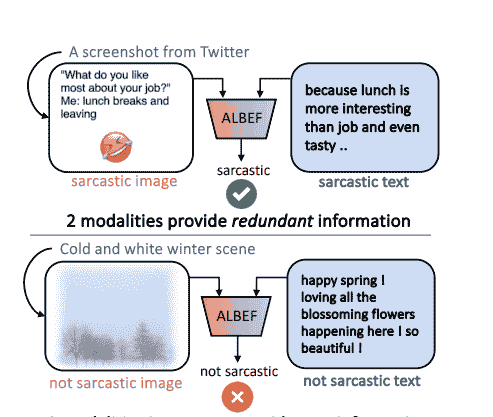 A screenshot from Twitter
"What do you like
most about your job?"
Me: lunch breaks and
leaving
ALBEF
because lunch is
more interesting
than job and even
tasty ..
sarcastic
sarcastic image
sarcastic text
2 modalities provide redundant information
Cold and white winter scene
ALBEF
happy spring !
loving all the
blossoming flowers
happening here ! so
beautiful !
not sarcastic
not sarcastic image
not sarcastic text